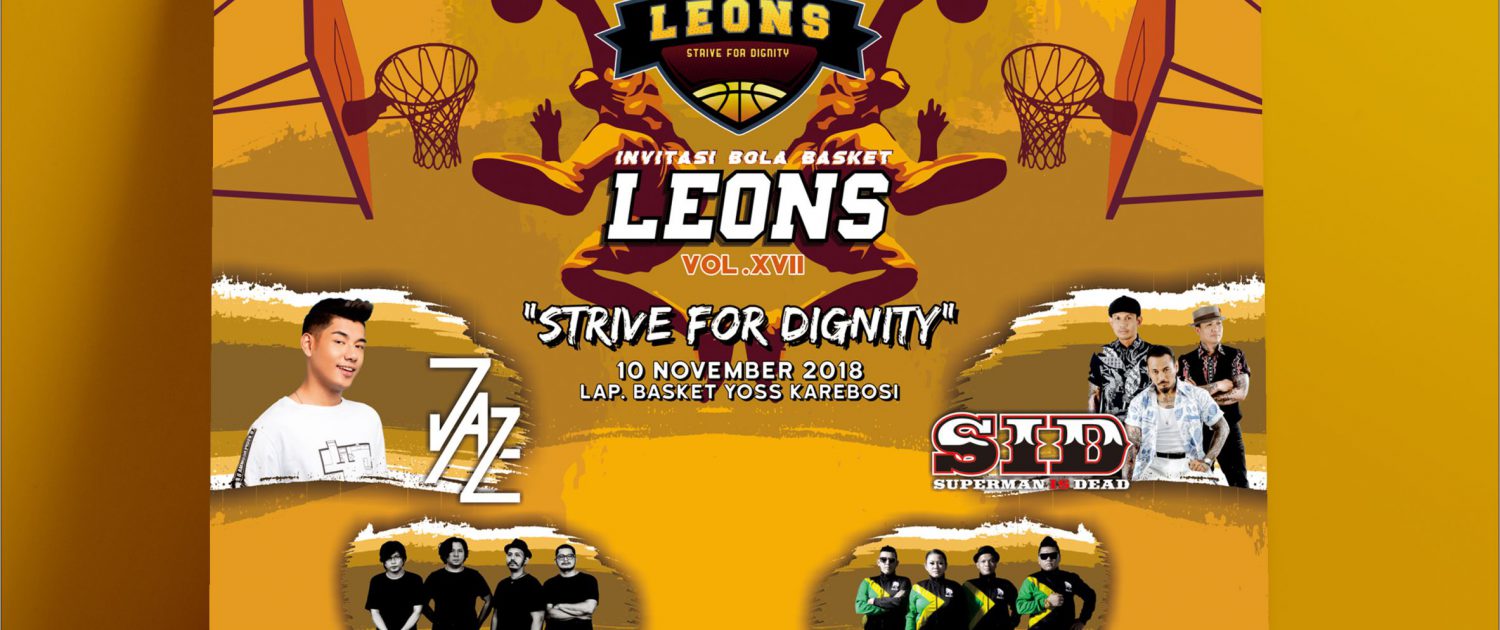 LEONS
STRIVE FOR DIGNITY
INVITASI BOLA BASKET
LEONS
VOL.XVII
"STRIVE FOR DIGNITY"
10 NOVEMBER 2018
LAP. BASKET YOSS KAREBOSI
JAZ
SID
SUPERMAN IS DEAD